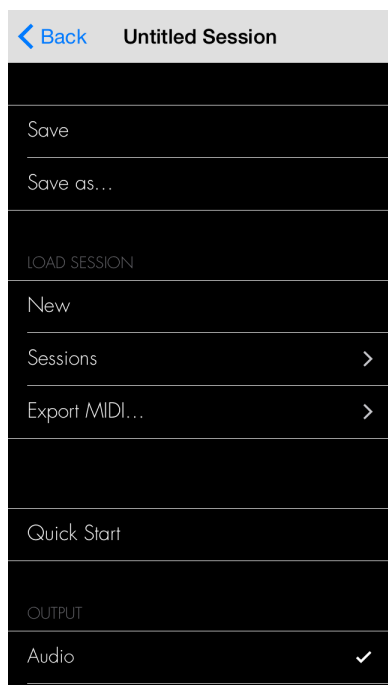 Back Untitled Session
Save
Save as...
LOAD SESSION
New
Sessions
Export MIDI...
Quick Start
OUTPUT
Audio